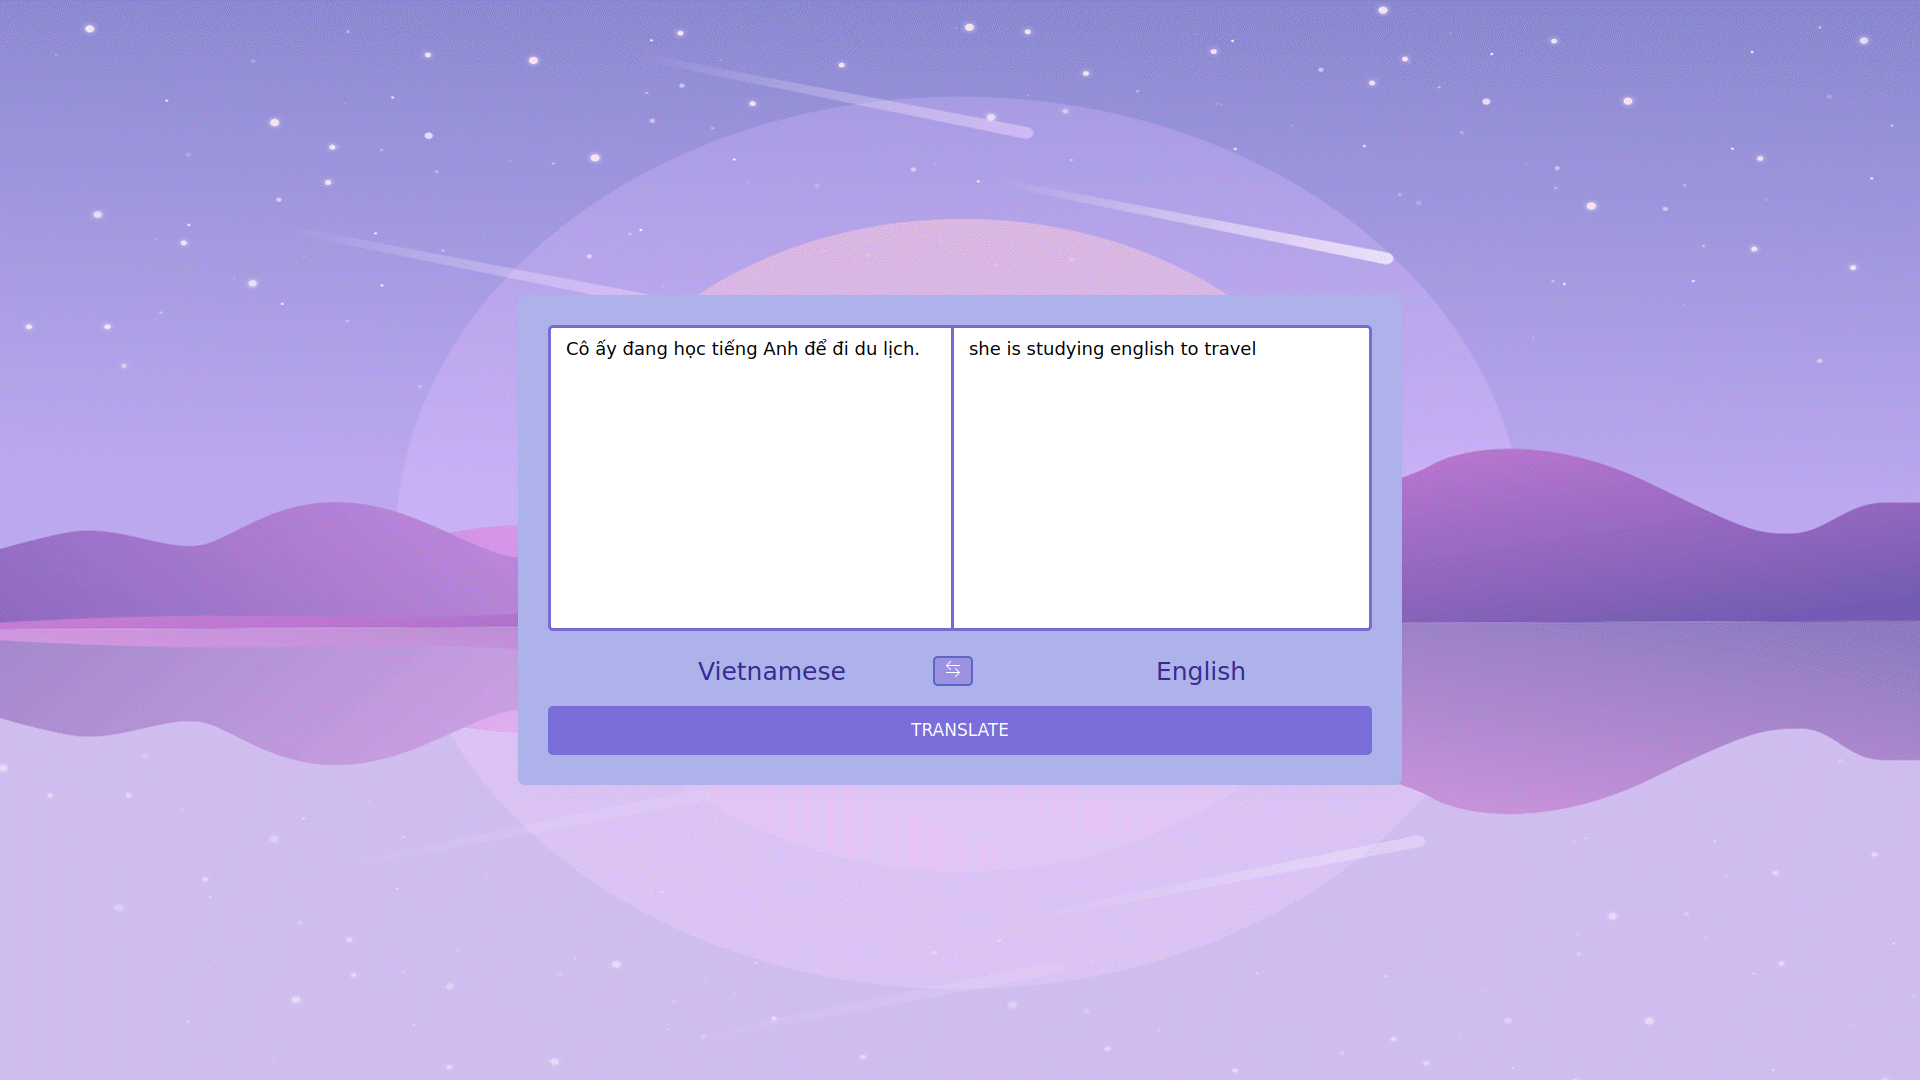 Cô ấy đang học tiếng Anh để đi du lịch.
she is studying english to travel
Vietnamese
⇆
English
TRANSLATE